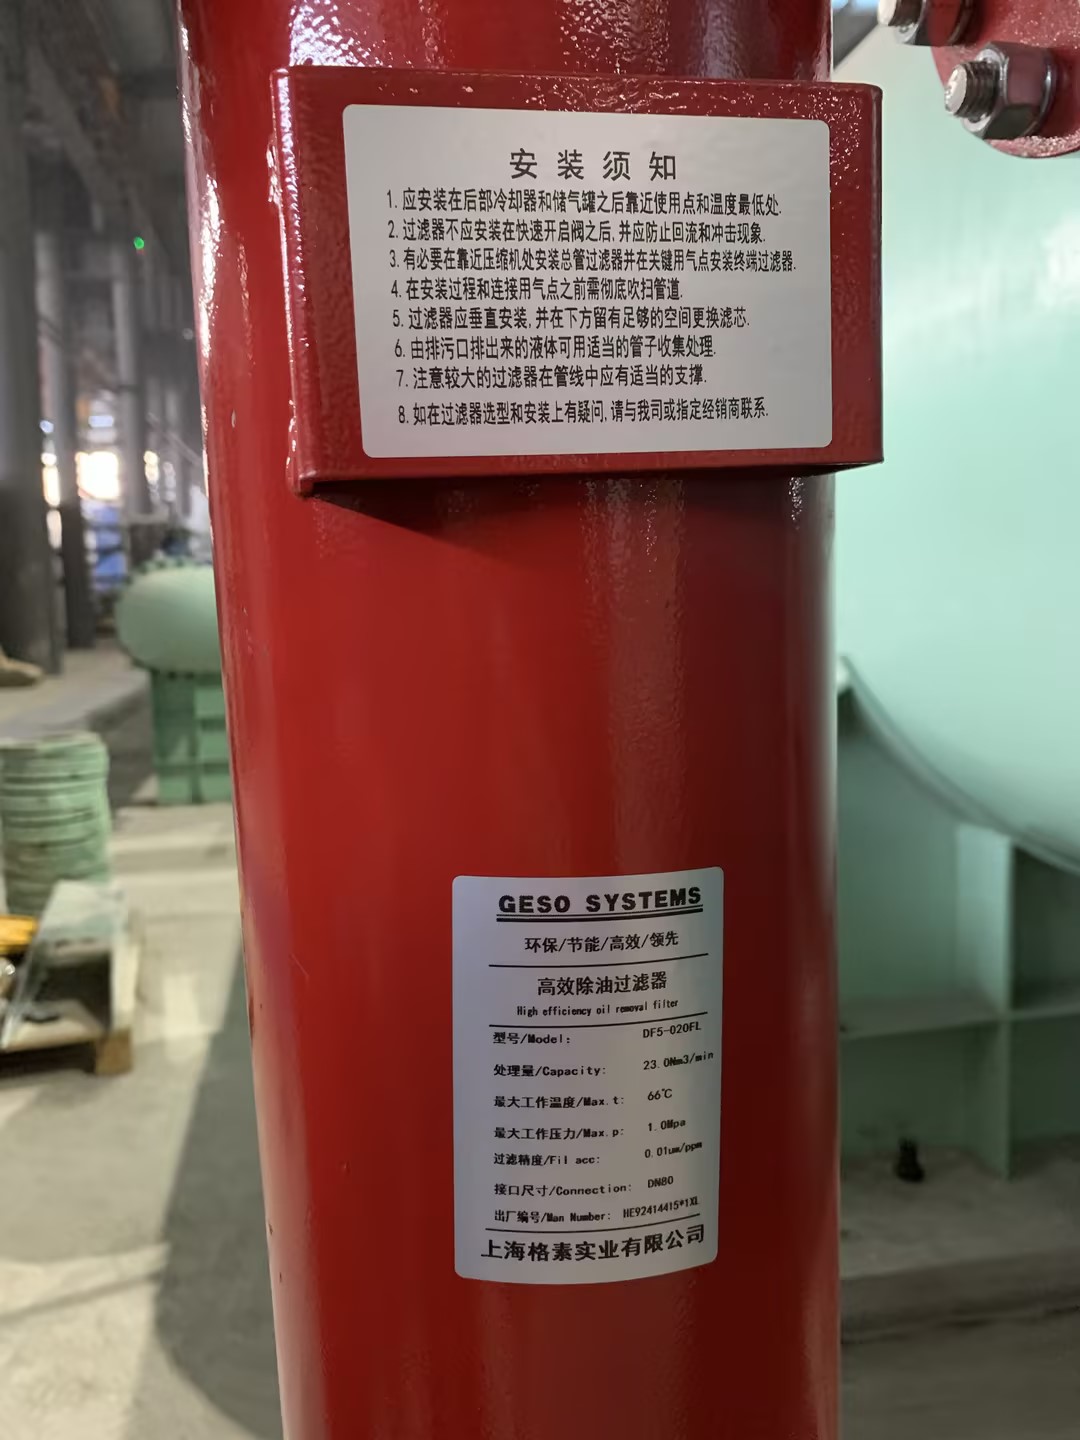 安装须知
1. 应安装在后部冷却器和储气罐之后靠近使用点和温度最低处.
2. 过滤器不应安装在快速开启阀之后, 并应防止回流和冲击现象.
3. 有必要在靠近压缩机处安装总管过滤器并在关键用气点安装终端过滤器.
4. 在安装过程和连接用气点之前需彻底吹扫管道.
5. 过滤器应垂直安装, 并在下方留有足够的空间更换滤芯.
6. 由排污口排出来的液体可用适当的管子收集处理.
7. 注意较大的过滤器在管线中应有适当的支撑.
8. 如在过滤器选型和安装上有疑问, 请与我司或指定经销商联系.
GESO SYSTEMS
环保/节能/高效/领先
高效除油过滤器
High efficiency oil removal filter
型号/Model: DF5-020FL
处理量/Capacity: 23.0Nm3/min
最大工作温度/Max.t: 66℃
最大工作压力/Max.p: 1.0Mpa
过滤精度/Fil acc: 0.01um/ppm
接口尺寸/Connection: DN80
出厂编号/Man Number: HE92414415*1XL
上海格素实业有限公司